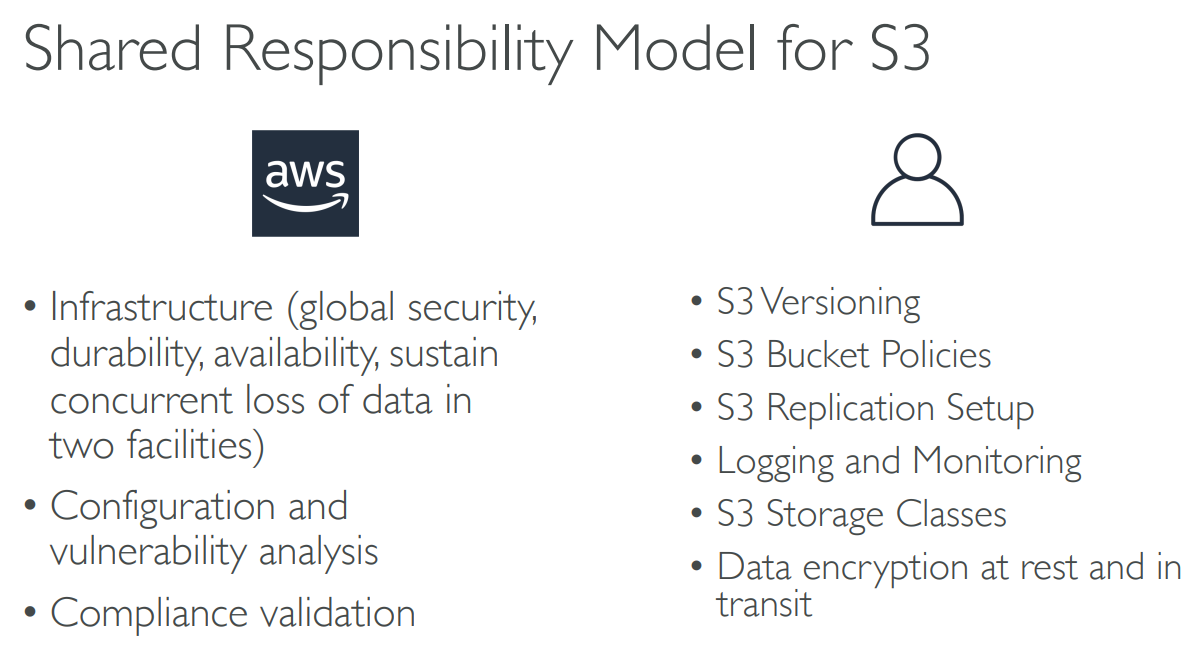 Shared Responsibility Model for S3
aws
• Infrastructure (global security,
durability, availability, sustain
concurrent loss of data in
two facilities)
• Configuration and
vulnerability analysis
• Compliance validation
• S3 Versioning
• S3 Bucket Policies
• S3 Replication Setup
• Logging and Monitoring
• S3 Storage Classes
• Data encryption at rest and in
transit